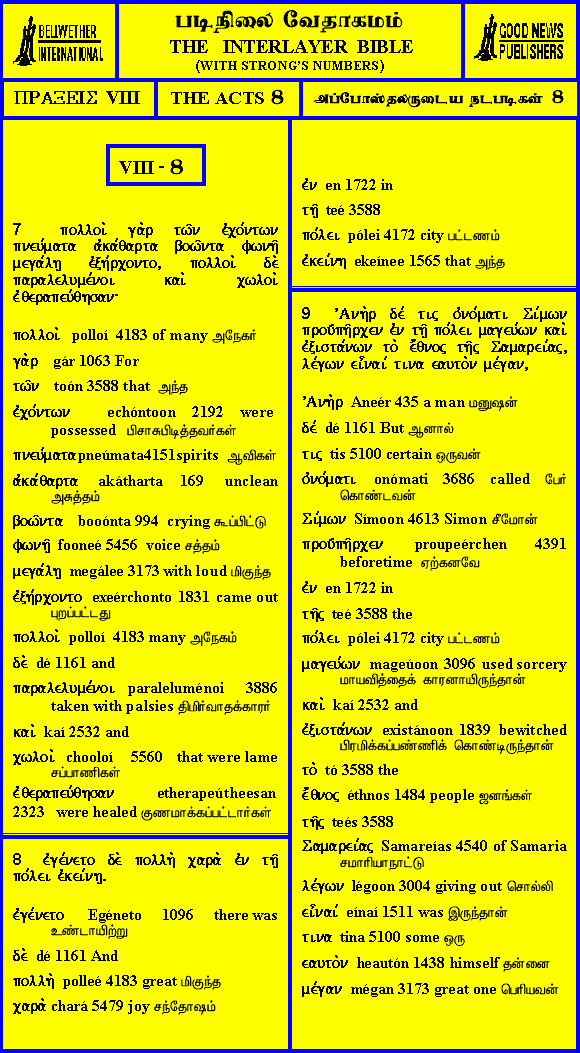 BELLWETHER
INTERNATIONAL
படிநிலை வேதாகமம்
THE INTERLAYER BIBLE
(WITH STRONG'S NUMBERS)
GOOD NEWS
PUBLISHERS
ΠΡΑΞΕΙΣ VIII
THE ACTS 8
அப்போஸ்தலருடைய நடபடிகள் 8
VIII - 8
7 πολλοὶ γὰρ τῶν ἐχόντων
πνεύματα ἀκάθαρτα βοῶντα φωνῇ
μεγάλῃ ἐξήρχοντο, πολλοὶ δὲ
παραλελυμένοι καὶ χωλοὶ
ἐθεραπεύθησαν·
πολλοὶ polloí 4183 of many அநேகர்
γὰρ gár 1063 For
τῶν toón 3588 that அந்த
ἐχόντων echóntoon 2192 were
possessed பிசாசுபிடித்தவர்கள்
πνεύματα pneúmata4151spirits ஆவிகள்
ἀκάθαρτα akátharta 169 unclean
அசுத்தம்
βοῶντα booónta 994 crying கூப்பிட்டு
φωνῇ fooneé 5456 voice சத்தம்
μεγάλῃ megálee 3173 with loud மிகுந்த
ἐξήρχοντο exeérchonto 1831 came out
புறப்பட்டது
πολλοὶ polloí 4183 many அநேகம்
δὲ dé 1161 and
παραλελυμένοι paraleluménoi 3886
taken with palsies திமிர்வாதக்காரர்
καὶ kaí 2532 and
χωλοὶ chooloí 5560 that were lame
சப்பாணிகள்
ἐθεραπεύθησαν etherapeútheesan
2323 were healed குணமாக்கப்பட்டார்கள்
8 ἐγένετο δὲ πολλὴ χαρὰ ἐν τῇ
πόλει ἐκείνῃ.
ἐγένετο Egéneto 1096 there was
உண்டாயிற்று
δὲ dé 1161 And
πολλὴ polleé 4183 great மிகுந்த
χαρὰ chará 5479 joy சந்தோஷம்
ἐν en 1722 in
τῇ teé 3588
πόλει pólei 4172 city பட்டணம்
ἐκείνῃ ekeínee 1565 that அந்த
9 Ἀνὴρ δέ τις ὀνόματι Σίμων
προϋπῆρχεν ἐν τῇ πόλει μαγεύων καὶ
ἐξιστάνων τὸ ἔθνος τῆς Σαμαρείας,
λέγων εἶναί τινα εαυτὸν μέγαν,
Ἀνὴρ Aneér 435 a man மனுஷன்
δέ dé 1161 But ஆனால்
τις tis 5100 certain ஒருவன்
ὀνόματι onómati 3686 called பேர்
கொண்டவன்
Σίμων Símoon 4613 Simon சீமோன்
προϋπῆρχεν proupeérchen 4391
beforetime ஏற்கனவே
ἐν en 1722 in
τῆς teé 3588 the
πόλει pólei 4172 city பட்டணம்
μαγεύων mageúoon 3096 used sorcery
மாயவித்தைக் காரனாயிருந்தான்
καὶ kaí 2532 and
ἐξιστάνων existánoon 1839 bewitched
பிரமிக்கப்பண்ணிக் கொண்டிருந்தான்
τὸ tó 3588 the
ἔθνος éthnos 1484 people ஜனங்கள்
τῆς teés 3588
Σαμαρείας Samareías 4540 of Samaria
சமாரியாநாட்டு
λέγων légoon 3004 giving out சொல்லி
εἶναί eínaí 1511 was இருந்தான்
τινα tina 5100 some ஒரு
εαυτὸν heautón 1438 himself தன்னை
μέγαν mégan 3173 great one பெரியவன்